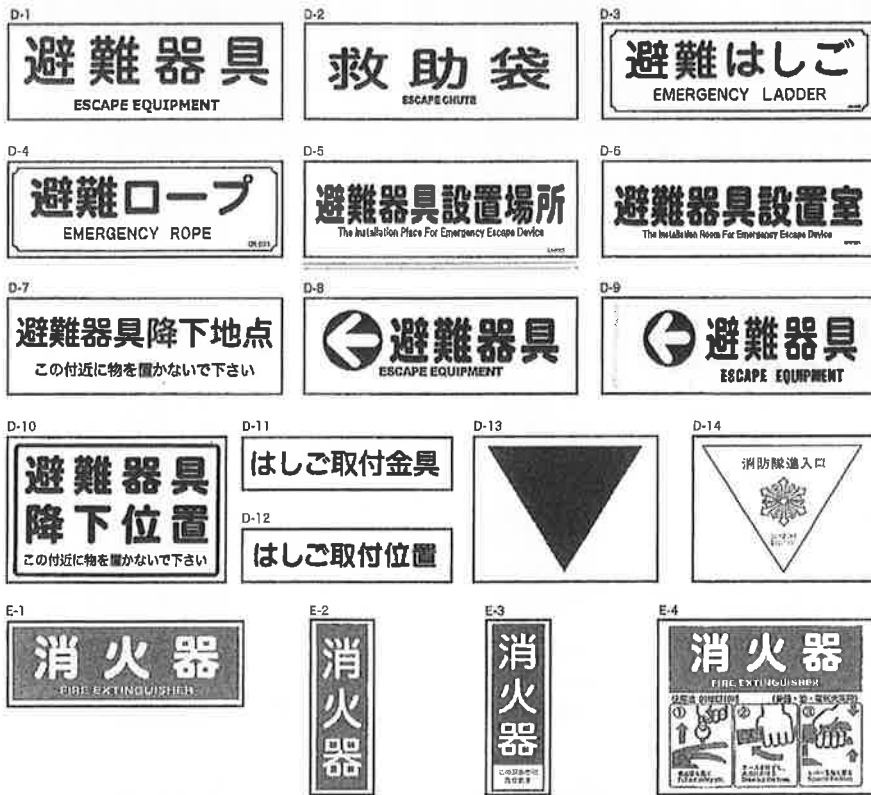 D-1
避難器具
ESCAPE EQUIPMENT
D-2
救助袋
ESCAPE CHUTE
D-3
避難はしご
EMERGENCY LADDER
D-4
避難ロープ
EMERGENCY ROPE
D-5
避難器具設置場所
The Installation Place For Emergency Escape Device
D-6
避難器具設置室
The Installation Room For Emergency Escape Device
D-7
避難器具降下地点
この付近に物を置かないで下さい
D-8
避難器具
ESCAPE EQUIPMENT
D-9
避難器具
ESCAPE EQUIPMENT
D-10
避難器具
降下位置
この付近に物を置かないで下さい
D-11
はしご取付金具
D-12
はしご取付位置
D-13
D-14
消防隊進入口
E-1
消火器
FIRE EXTINGUISHER
E-2
消火器
E-3
消火器
E-4
消火器
FIRE EXTINGUISHER
①
②
③